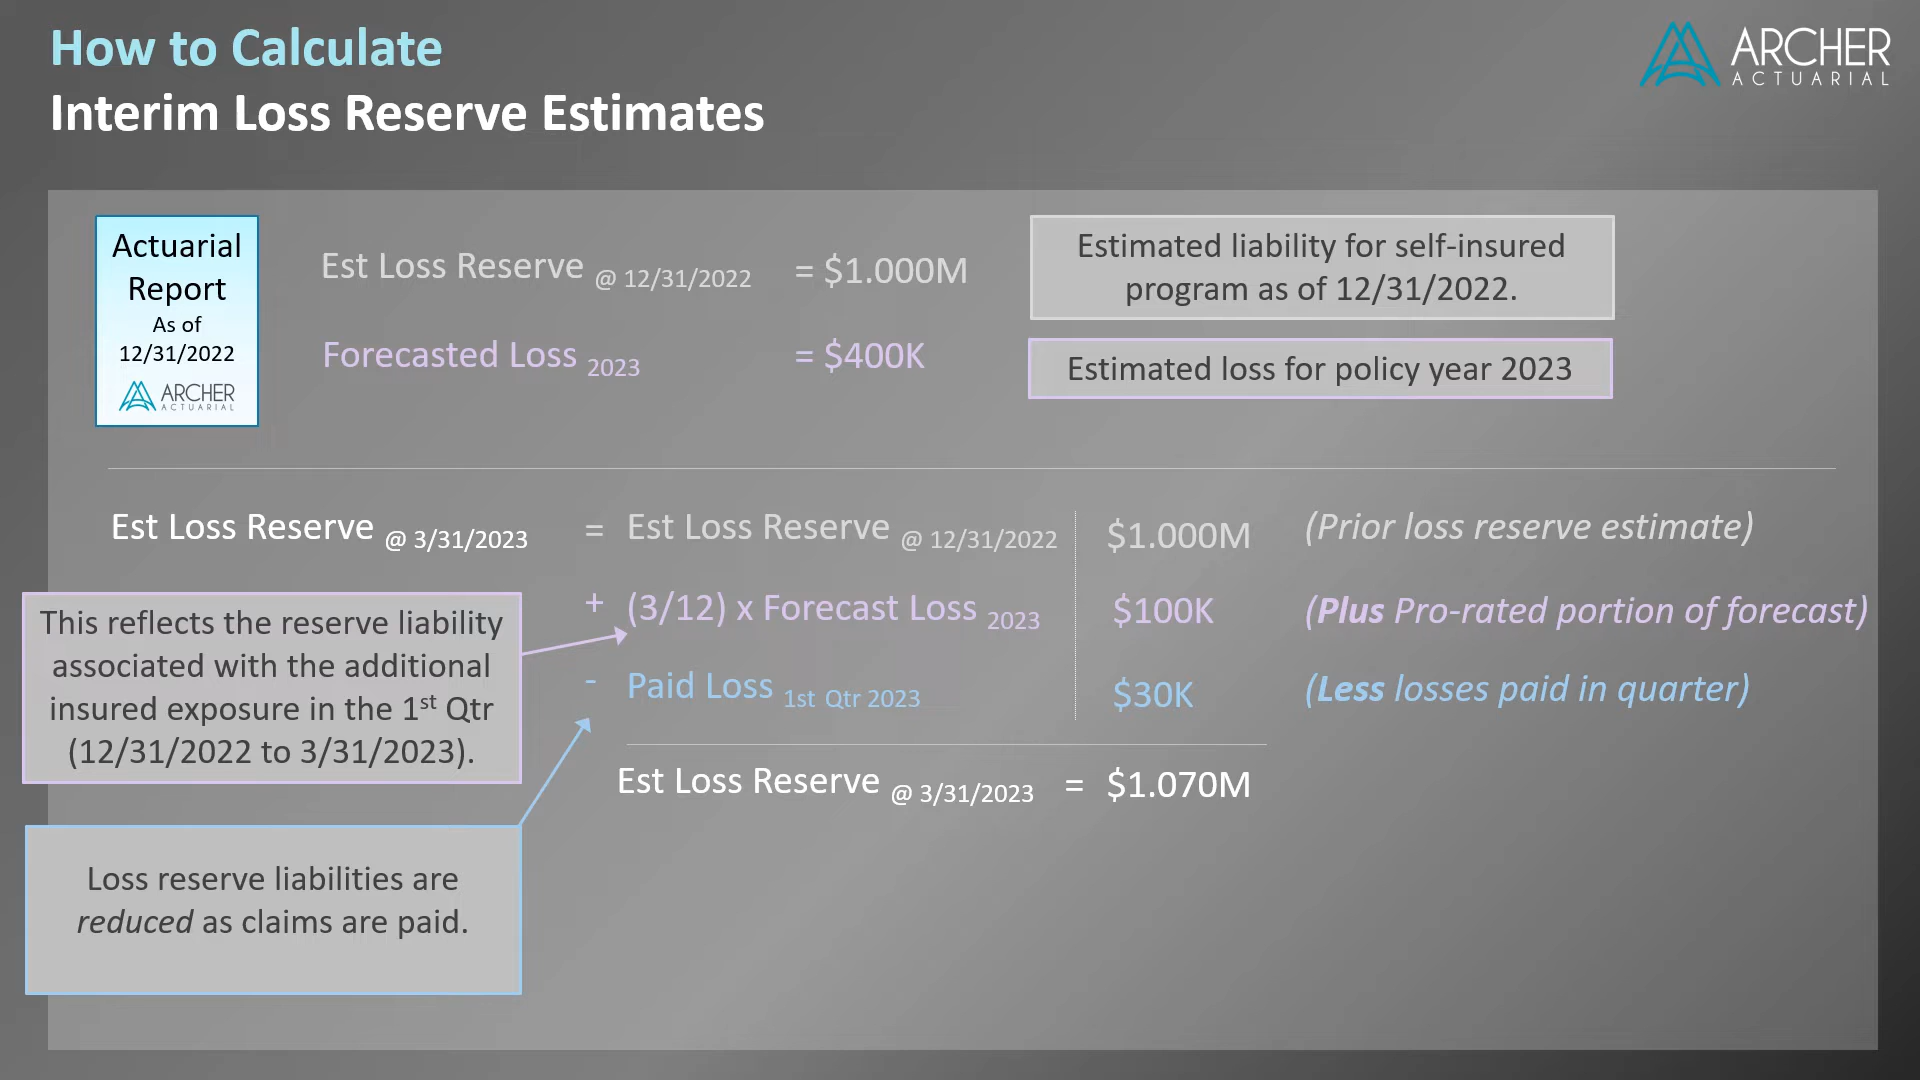 How to Calculate
Interim Loss Reserve Estimates
ARCHER
ACTUARIAL
Actuarial
Report
As of
12/31/2022
ARCHER
ACTUARIAL
Est Loss Reserve @ 12/31/2022 = $1.000M
Forecasted Loss 2023 = $400K
Estimated liability for self-insured
program as of 12/31/2022.
Estimated loss for policy year 2023
Est Loss Reserve @ 3/31/2023 = Est Loss Reserve @ 12/31/2022 $1.000M (Prior loss reserve estimate)
+ (3/12) x Forecast Loss 2023 $100K (Plus Pro-rated portion of forecast)
- Paid Loss 1st Qtr 2023 $30K (Less losses paid in quarter)
Est Loss Reserve @ 3/31/2023 = $1.070M
This reflects the reserve liability
associated with the additional
insured exposure in the 1st Qtr
(12/31/2022 to 3/31/2023).
Loss reserve liabilities are
reduced as claims are paid.